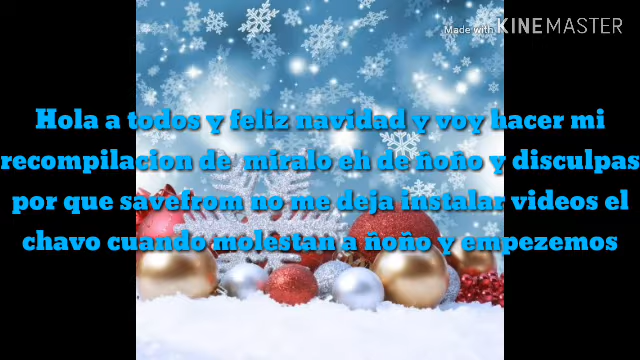 Made with KINEMASTER
Hola a todos y feliz navidad y voy hacer mi
recompilacion de miralo eh de ñoño y disculpas
por que savefrom no me deja instalar videos el
chavo cuando molestan a ñoño y empezemos